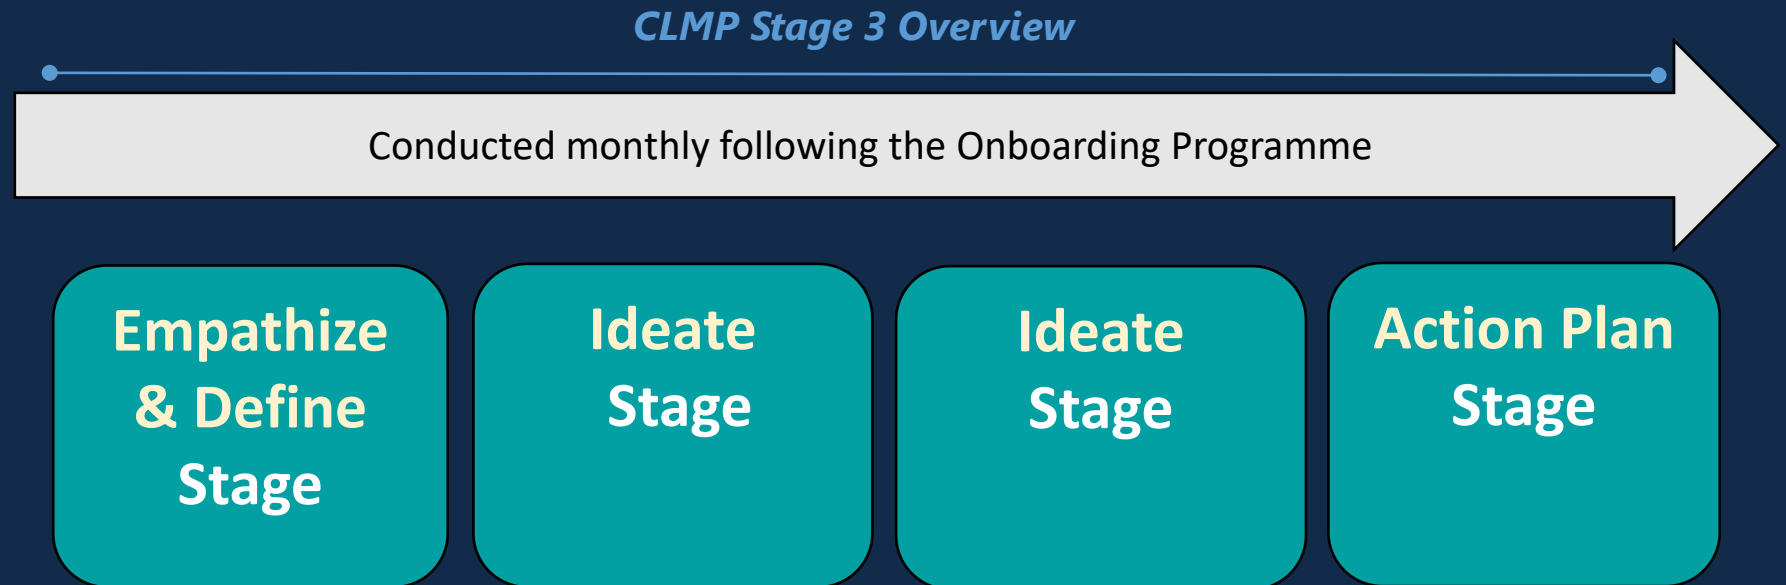 CLMP Stage 3 Overview
Conducted monthly following the Onboarding Programme
Empathize
& Define
Stage
Ideate
Stage
Ideate
Stage
Action Plan
Stage